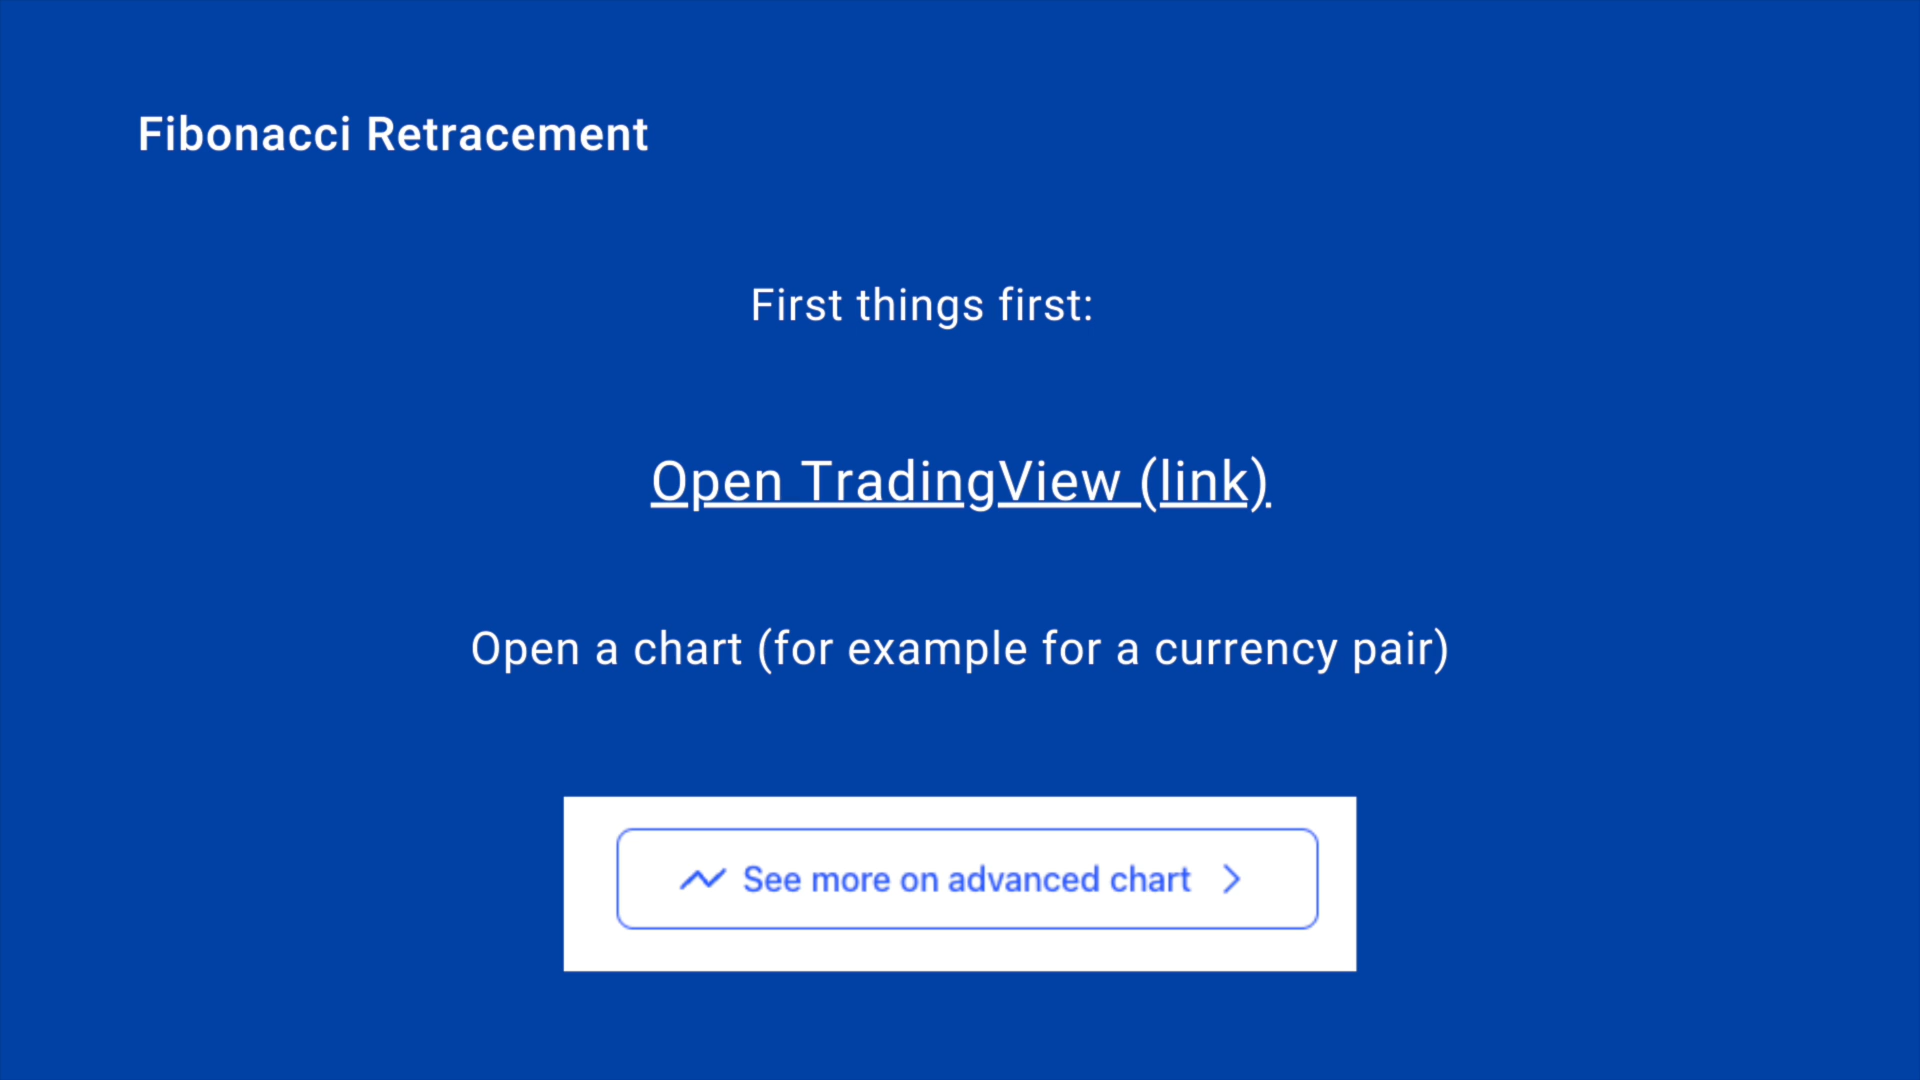 Fibonacci Retracement
First things first:
Open TradingView (link)
Open a chart (for example for a currency pair)
See more on advanced chart